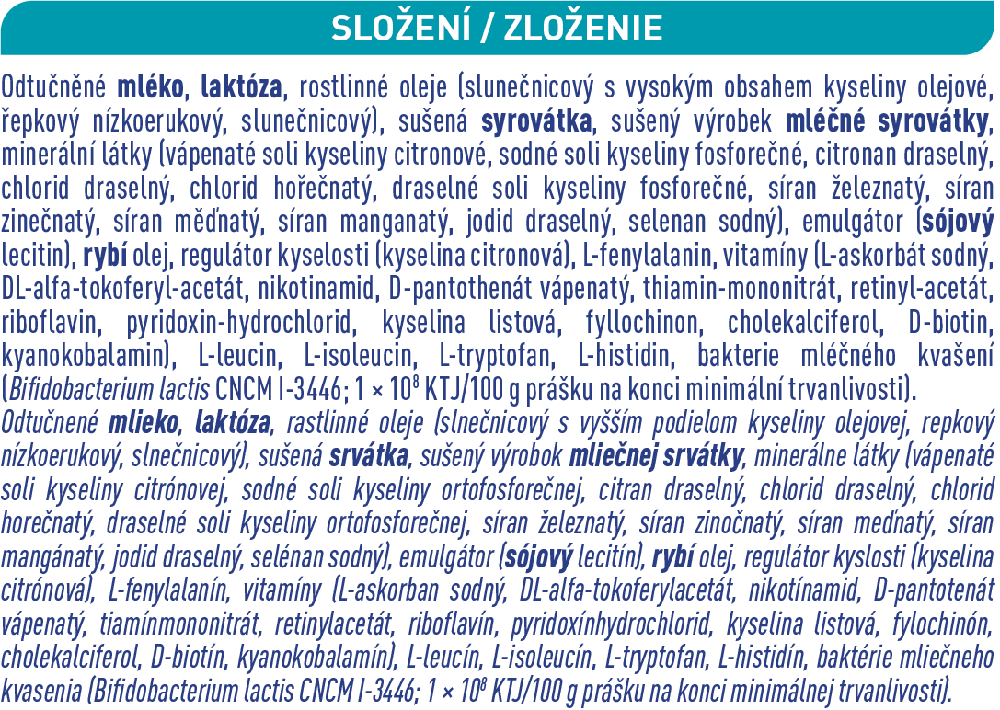 SLOŽENÍ / ZLOŽENIE
Odtučněné mléko, laktóza, rostlinné oleje (slunečnicový s vysokým obsahem kyseliny olejové,
řepkový nízkoerukový, slunečnicový), sušená syrovátka, sušený výrobek mléčné syrovátky,
minerální látky (vápenaté soli kyseliny citronové, sodné soli kyseliny fosforečné, citronan draselný,
chlorid draselný, chlorid hořečnatý, draselné soli kyseliny fosforečné, síran železnatý, síran
zinečnatý, síran měďnatý, síran manganatý, jodid draselný, selenan sodný), emulgátor (sójový
lecitin), rybí olej, regulátor kyselosti (kyselina citronová), L-fenylalanin, vitamíny (L-askorbát sodný,
DL-alfa-tokoferyl-acetát, nikotinamid, D-pantothenát vápenatý, thiamin-mononitrát, retinyl-acetát,
riboflavin, pyridoxin-hydrochlorid, kyselina listová, fyllochinon, cholekalciferol, D-biotin,
kyanokobalamin), L-leucin, L-isoleucin, L-tryptofan, L-histidin, bakterie mléčného kvašení
(Bifidobacterium lactis CNCM I-3446; 1 × 10⁸ KTJ/100 g prášku na konci minimální trvanlivosti).
Odtučnené mlieko, laktóza, rastlinné oleje (slnečnicový s vyšším podielom kyseliny olejovej, repkový
nízkoerukový, slnečnicový), sušená srvátka, sušený výrobok mliečnej srvátky, minerálne látky (vápenaté
soli kyseliny citrónovej, sodné soli kyseliny ortofosforečnej, citran draselný, chlorid draselný, chlorid
horečnatý, draselné soli kyseliny ortofosforečnej, síran železnatý, síran zinočnatý, síran meďnatý, síran
mangánatý, jodid draselný, selénan sodný), emulgátor (sójový lecitín), rybí olej, regulátor kyslosti (kyselina
citrónová), L-fenylalanín, vitamíny (L-askorban sodný, DL-alfa-tokoferylacetát, nikotínamid, D-pantotenát
vápenatý, tiamínmononitrát, retinylacetát, riboflavín, pyridoxínhydrochlorid, kyselina listová, fylochinón,
cholekalciferol, D-biotín, kyanokobalamín), L-leucín, L-isoleucín, L-tryptofan, L-histidín, baktérie mliečneho
kvasenia (Bifidobacterium lactis CNCM I-3446; 1 × 10⁸ KTJ/100 g prášku na konci minimálnej trvanlivosti).